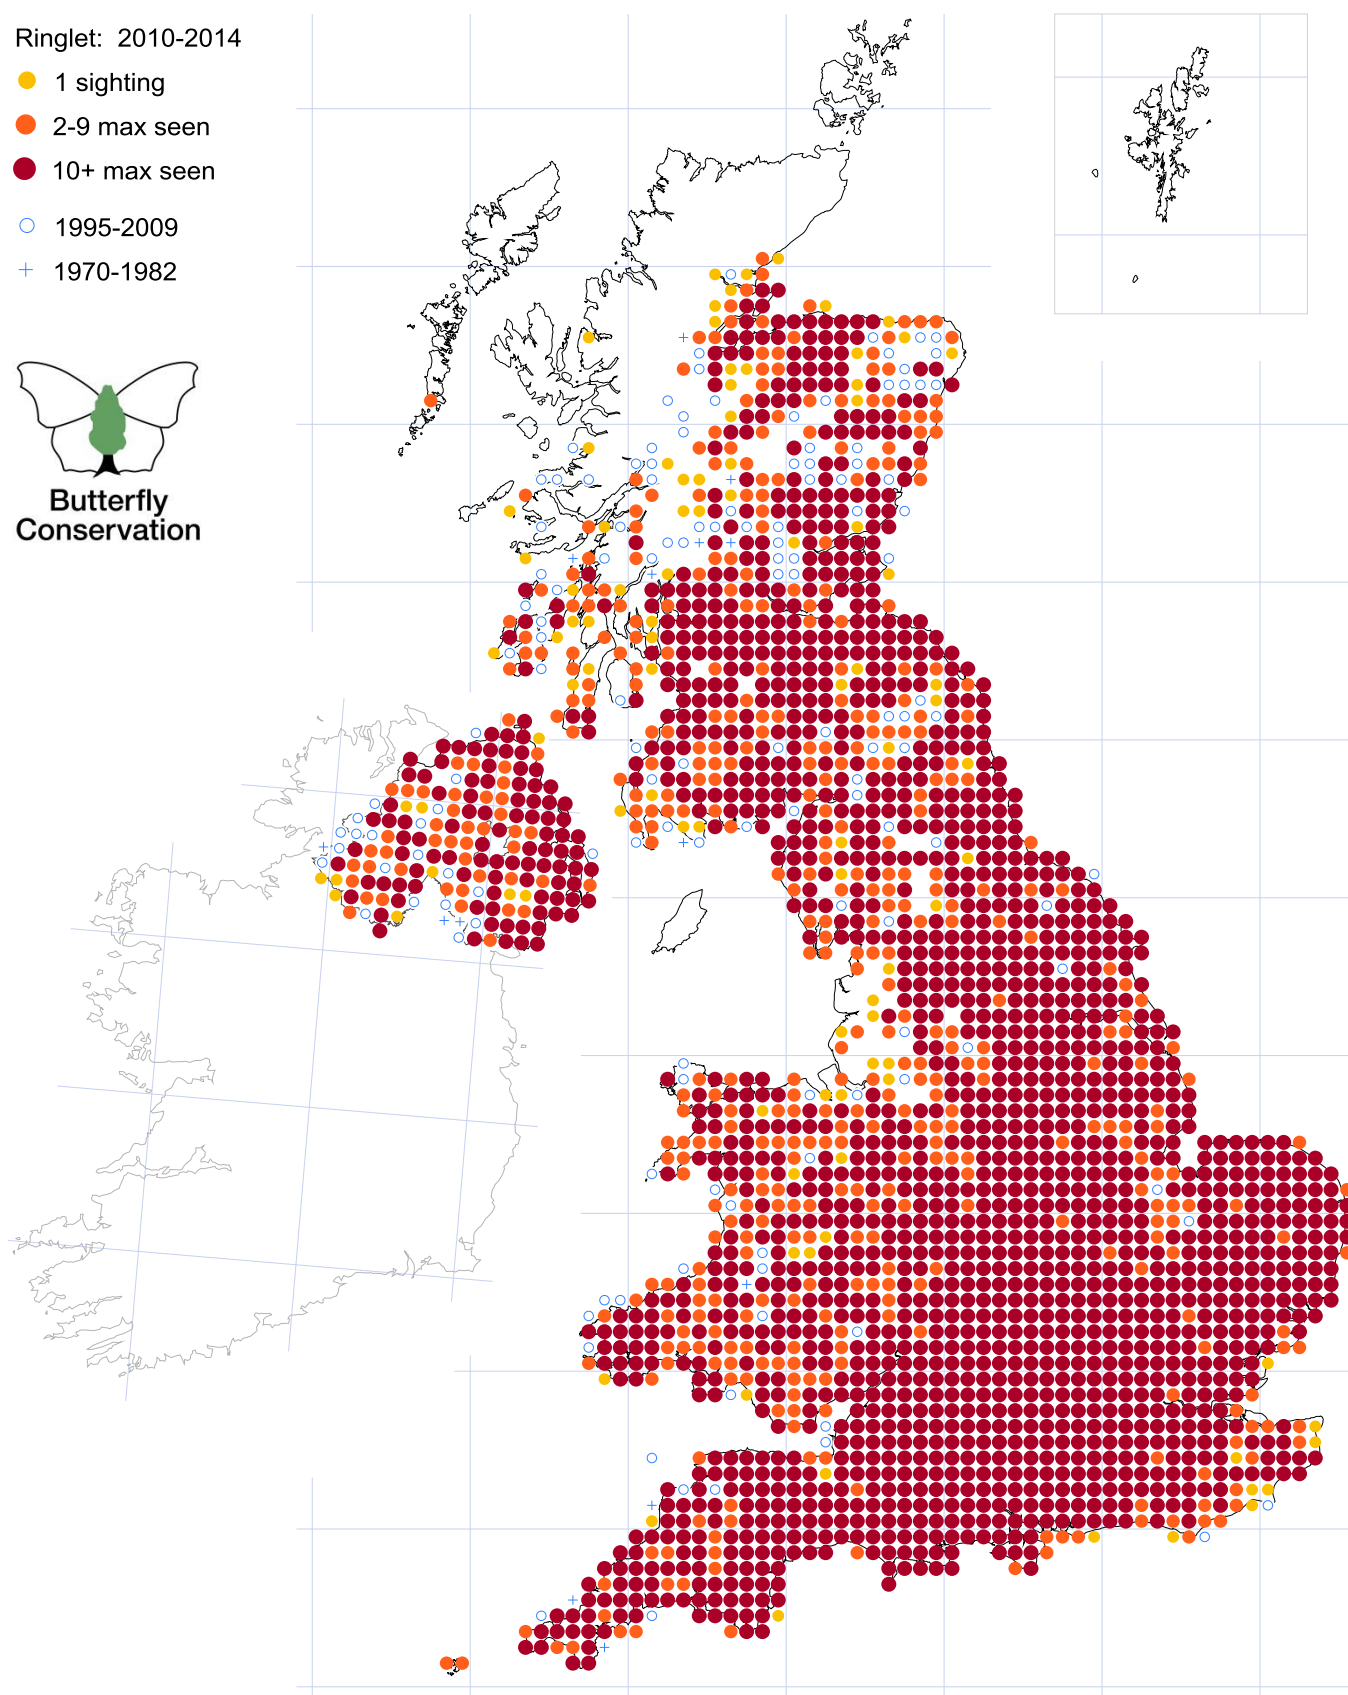 Ringlet: 2010-2014
1 sighting
2-9 max seen
10+ max seen
1995-2009
1970-1982
Butterfly
Conservation